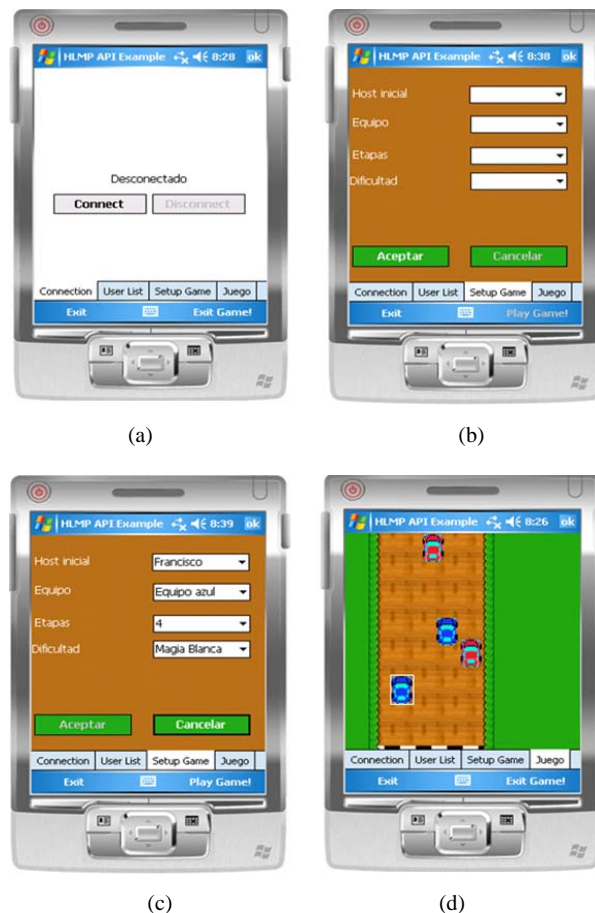 HLMP API Example 8:28 ok
Desconectado
Connect Disconnect
Connection User List Setup Game Juego
Exit Exit Game!
(a)
HLMP API Example 8:38 ok
Host inicial
Equipo
Etapas
Dificultad
Aceptar Cancelar
Connection User List Setup Game Juego
Exit Play Game!
(b)
HLMP API Example 8:39 ok
Host inicial Francisco
Equipo Equipo azul
Etapas 4
Dificultad Magia Blanca
Aceptar Cancelar
Connection User List Setup Game Juego
Exit Play Game!
(c)
HLMP API Example 8:26 ok
Connection User List Setup Game Juego
Exit Exit Game!
(d)